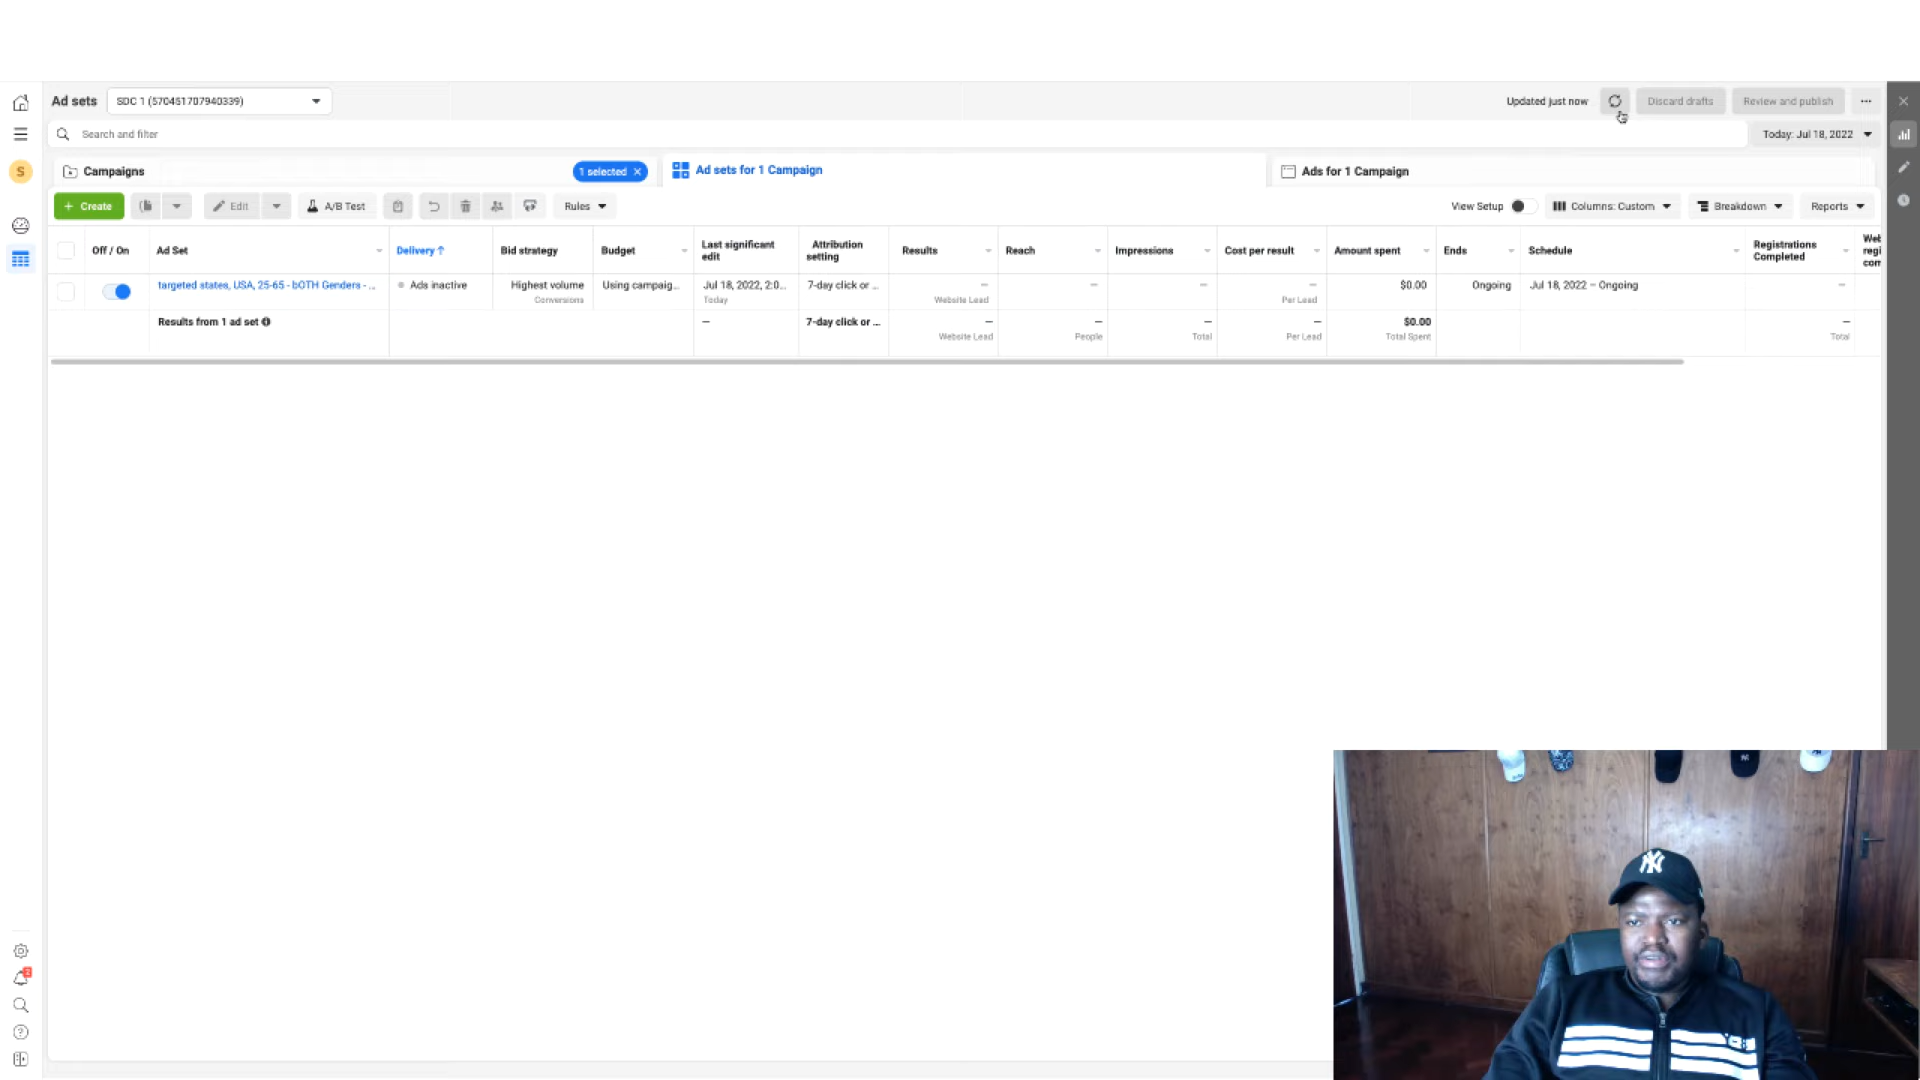 Ad sets
SDC 1 (570451707940339)
Updated just now
Discard drafts
Review and publish
Search and filter
Today: Jul 18, 2022
S
Campaigns
1 selected
Ad sets for 1 Campaign
Ads for 1 Campaign
+ Create
Edit
A/B Test
Rules
View Setup
Columns: Custom
Breakdown
Reports
Off / On
Ad Set
Delivery ↑
Bid strategy
Budget
Last significant edit
Attribution setting
Results
Reach
Impressions
Cost per result
Amount spent
Ends
Schedule
Registrations Completed
targeted states, USA, 25-65 - bOTH Genders - ...
Ads inactive
Highest volume
Conversions
Using campaig...
Jul 18, 2022, 2:0...
Today
7-day click or ...
—
Website Lead
—
—
—
Per Lead
$0.00
Ongoing
Jul 18, 2022 – Ongoing
—
Results from 1 ad set
—
7-day click or ...
—
Website Lead
—
People
—
Total
—
Per Lead
$0.00
Total Spent
—
Total
2
NY